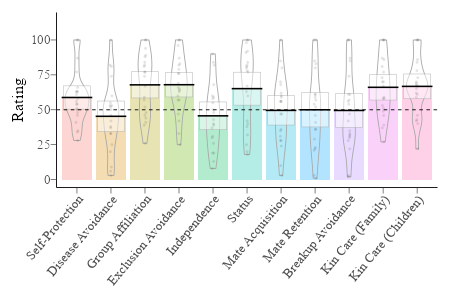 100
75
50
25
0
Rating
Self-Protection
Disease Avoidance
Group Affiliation
Exclusion Avoidance
Independence
Status
Mate Acquisition
Mate Retention
Breakup Avoidance
Kin Care (Family)
Kin Care (Children)